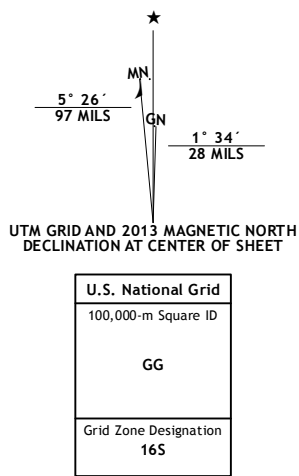 ★
MN.
5° 26´
97 MILS
GN
1° 34´
28 MILS
UTM GRID AND 2013 MAGNETIC NORTH
DECLINATION AT CENTER OF SHEET
U.S. National Grid
100,000-m Square ID
GG
Grid Zone Designation
16S